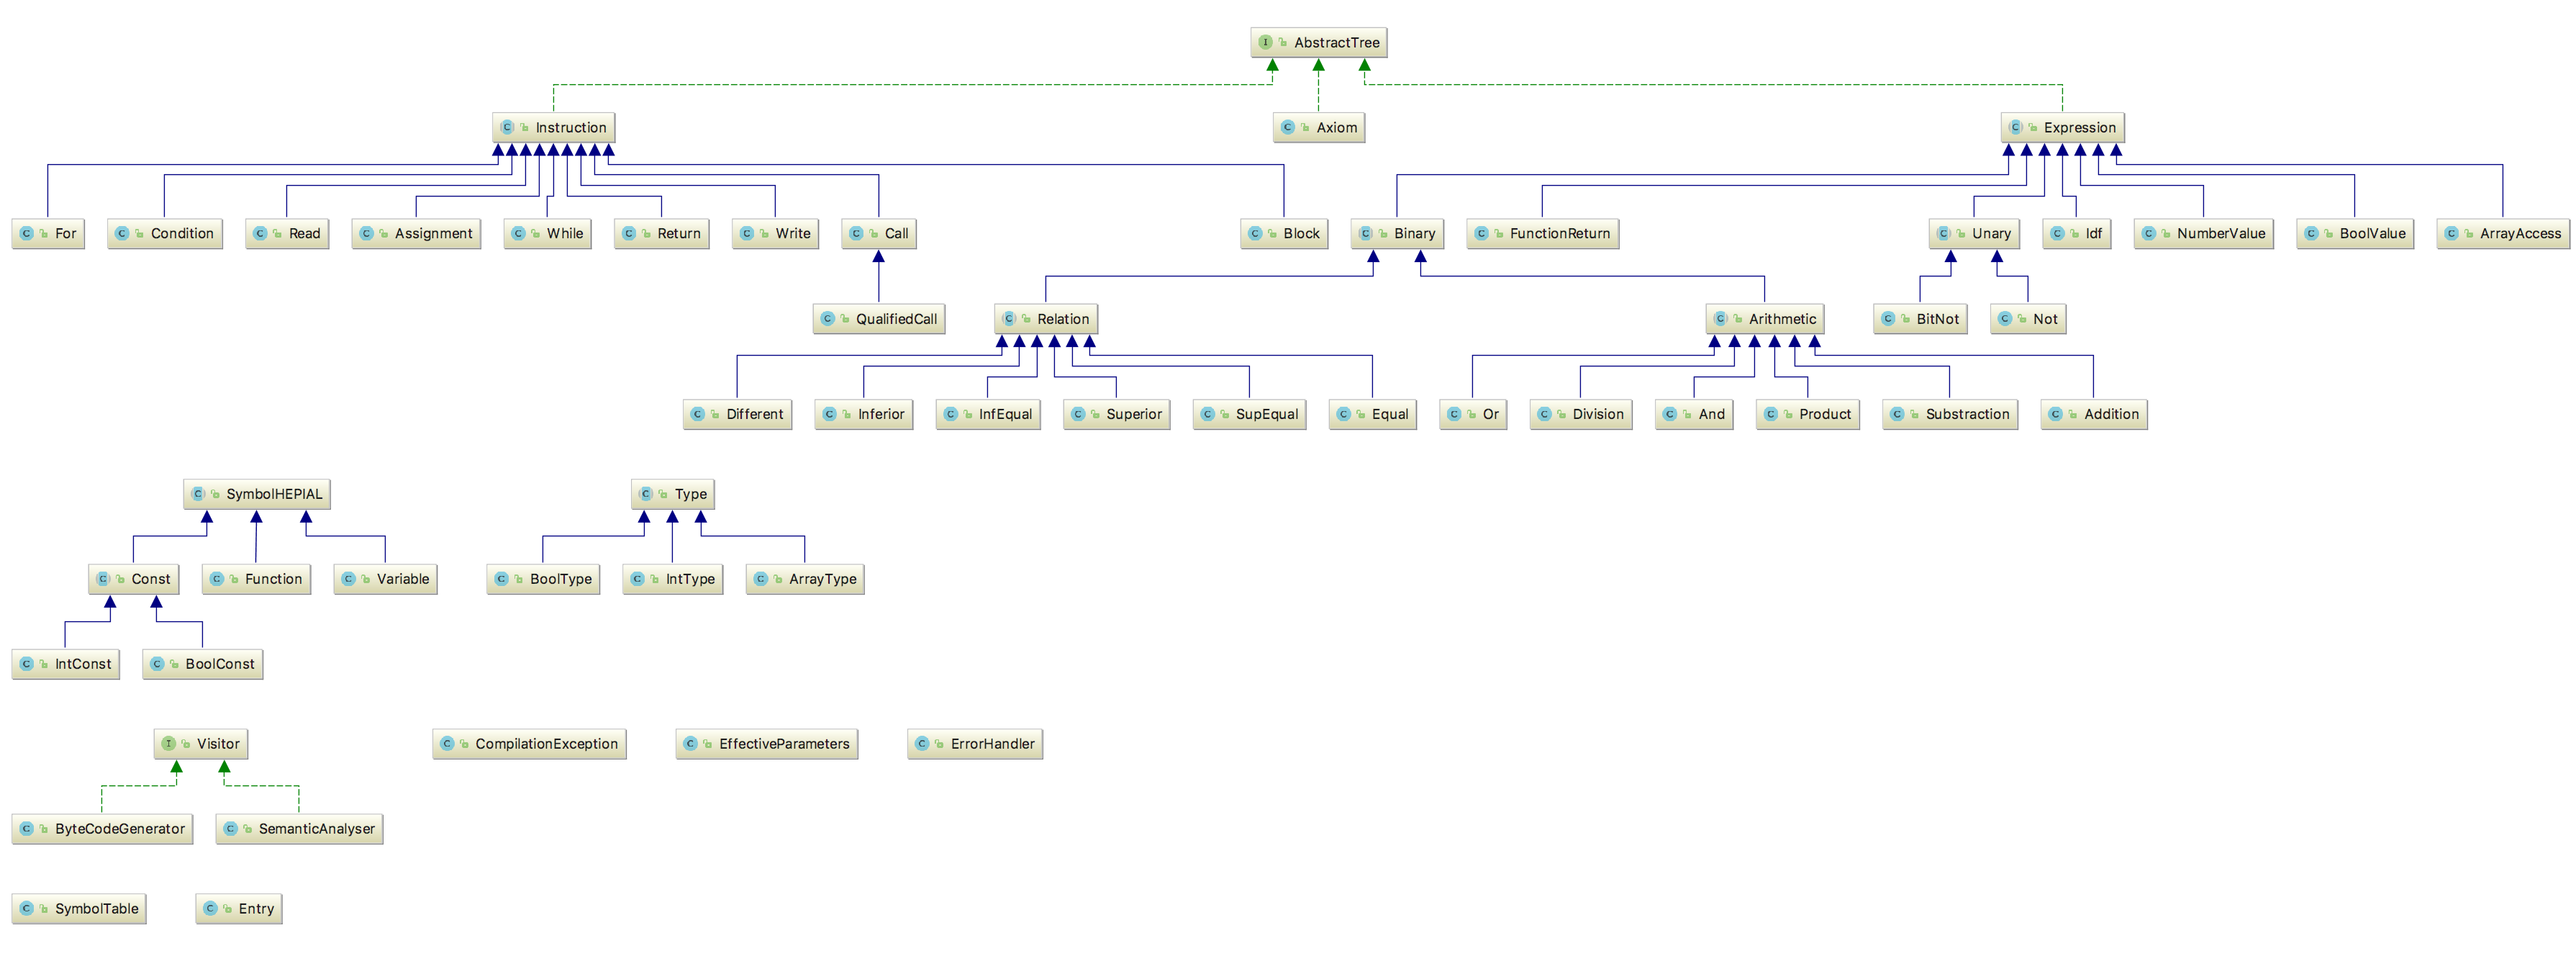 AbstractTree
Instruction
Axiom
Expression
For
Condition
Read
Assignment
While
Return
Write
Call
Block
Binary
FunctionReturn
Unary
Idf
NumberValue
BoolValue
ArrayAccess
QualifiedCall
Relation
Arithmetic
BitNot
Not
Different
Inferior
InfEqual
Superior
SupEqual
Equal
Or
Division
And
Product
Substraction
Addition
SymbolHEPIAL
Type
Const
Function
Variable
BoolType
IntType
ArrayType
IntConst
BoolConst
Visitor
CompilationException
EffectiveParameters
ErrorHandler
ByteCodeGenerator
SemanticAnalyser
SymbolTable
Entry